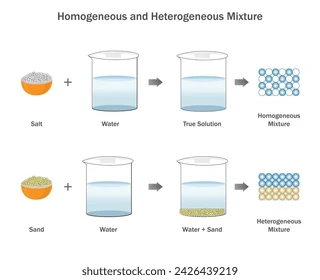 Homogeneous and Heterogeneous Mixture
+
Salt
Water
True Solution
Homogeneous
Mixture
+
Sand
Water
Water + Sand
Heterogeneous
Mixture
shutterstock.com · 2426439219